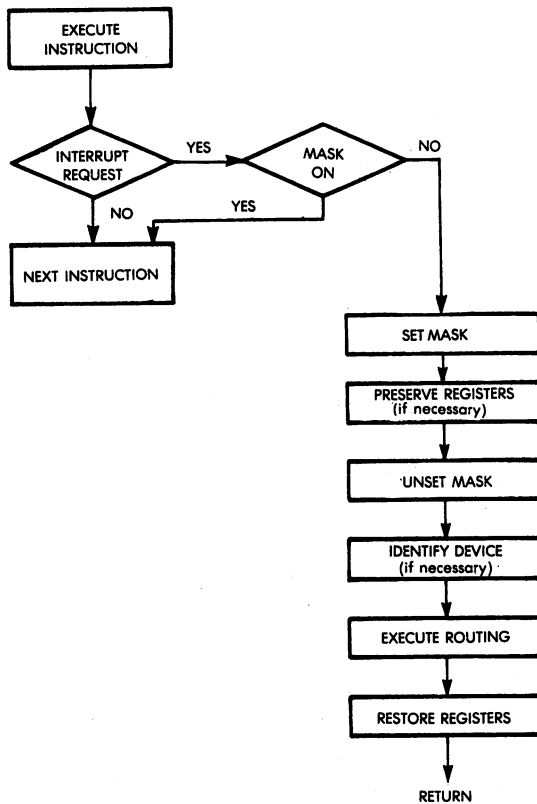 EXECUTE
INSTRUCTION
INTERRUPT
REQUEST
YES
MASK
ON
NO
NO
YES
NEXT INSTRUCTION
SET MASK
PRESERVE REGISTERS
(if necessary)
UNSET MASK
IDENTIFY DEVICE
(if necessary)
EXECUTE ROUTING
RESTORE REGISTERS
RETURN